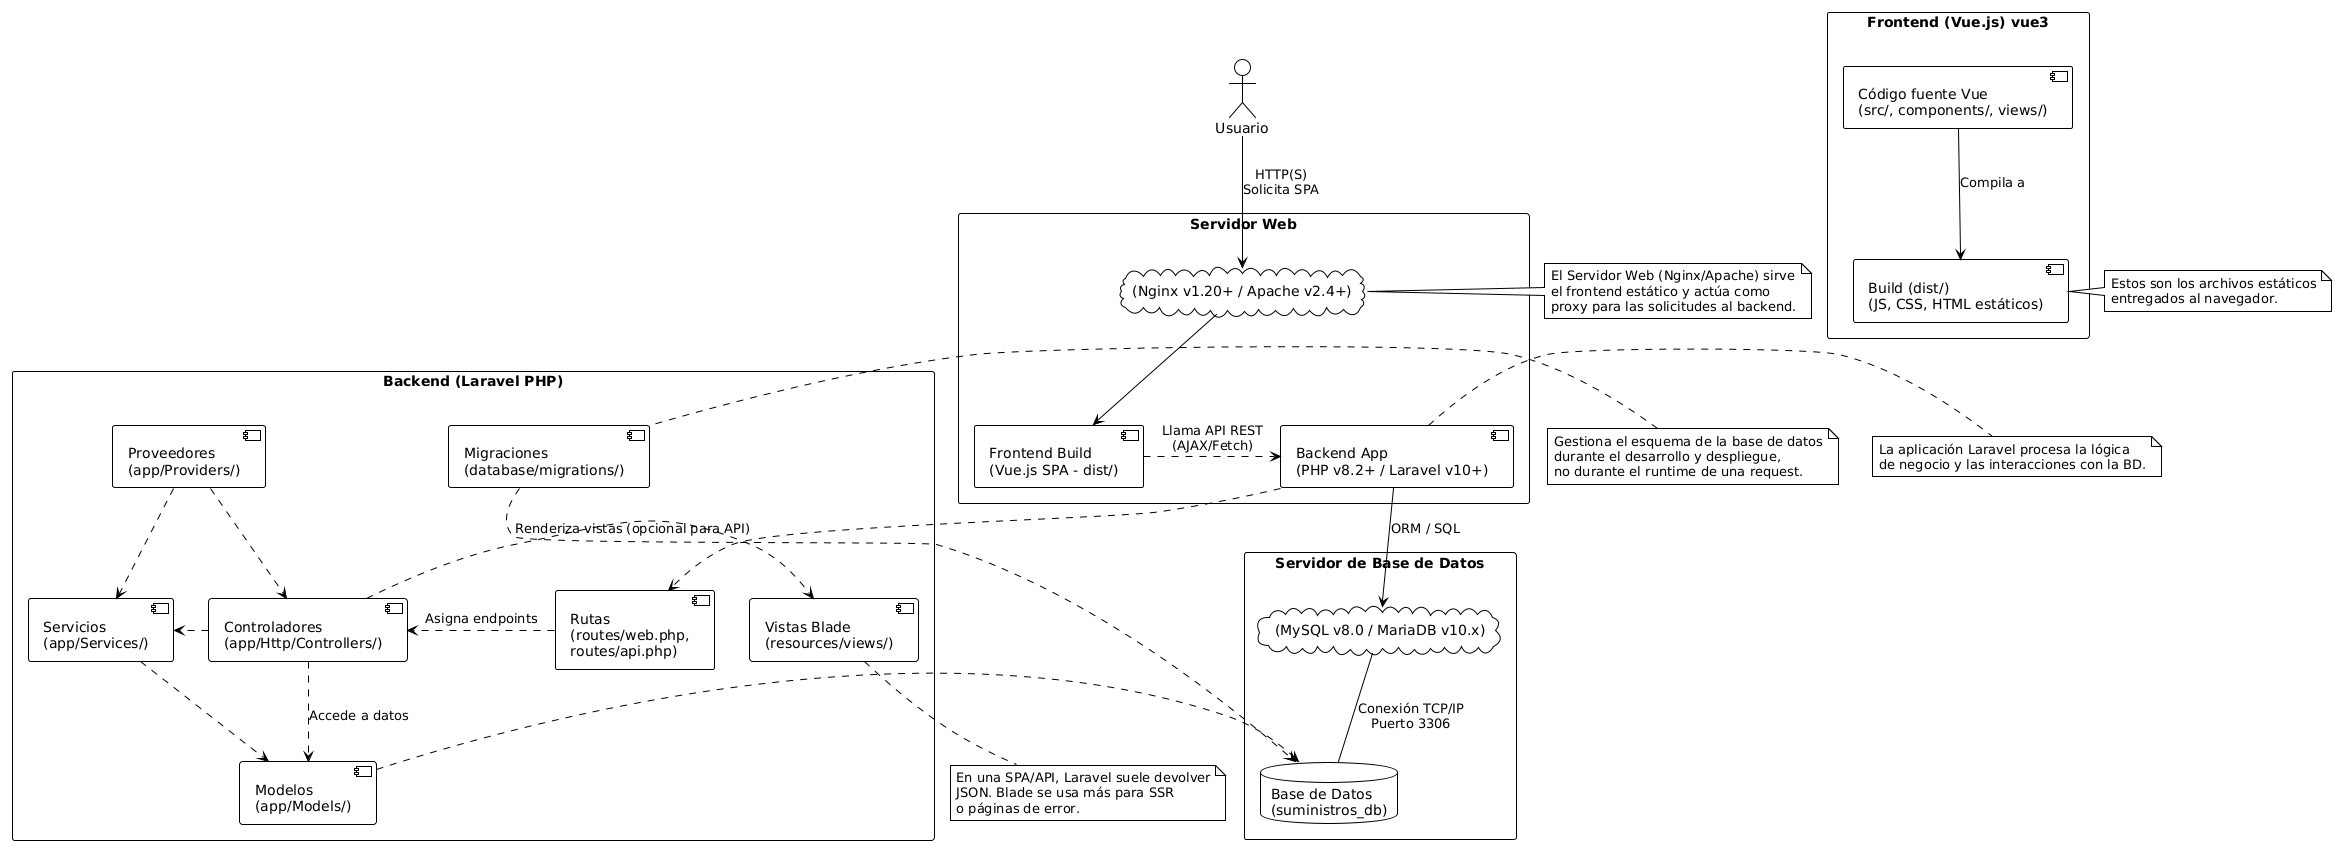 Frontend (Vue.js) vue3
Código fuente Vue
(src/, components/, views/)
Compila a
Build (dist/)
(JS, CSS, HTML estáticos)
Estos son los archivos estáticos
entregados al navegador.
Usuario
HTTP(S)
Solicita SPA
Servidor Web
(Nginx v1.20+ / Apache v2.4+)
El Servidor Web (Nginx/Apache) sirve
el frontend estático y actúa como
proxy para las solicitudes al backend.
Frontend Build
(Vue.js SPA - dist/)
Llama API REST
(AJAX/Fetch)
Backend App
(PHP v8.2+ / Laravel v10+)
Gestiona el esquema de la base de datos
durante el desarrollo y despliegue,
no durante el runtime de una request.
La aplicación Laravel procesa la lógica
de negocio y las interacciones con la BD.
Backend (Laravel PHP)
Proveedores
(app/Providers/)
Migraciones
(database/migrations/)
Renderiza vistas (opcional para API)
ORM / SQL
Servicios
(app/Services/)
Controladores
(app/Http/Controllers/)
Asigna endpoints
Rutas
(routes/web.php,
routes/api.php)
Vistas Blade
(resources/views/)
Accede a datos
Modelos
(app/Models/)
En una SPA/API, Laravel suele devolver
JSON. Blade se usa más para SSR
o páginas de error.
Servidor de Base de Datos
(MySQL v8.0 / MariaDB v10.x)
Conexión TCP/IP
Puerto 3306
Base de Datos
(suministros_db)